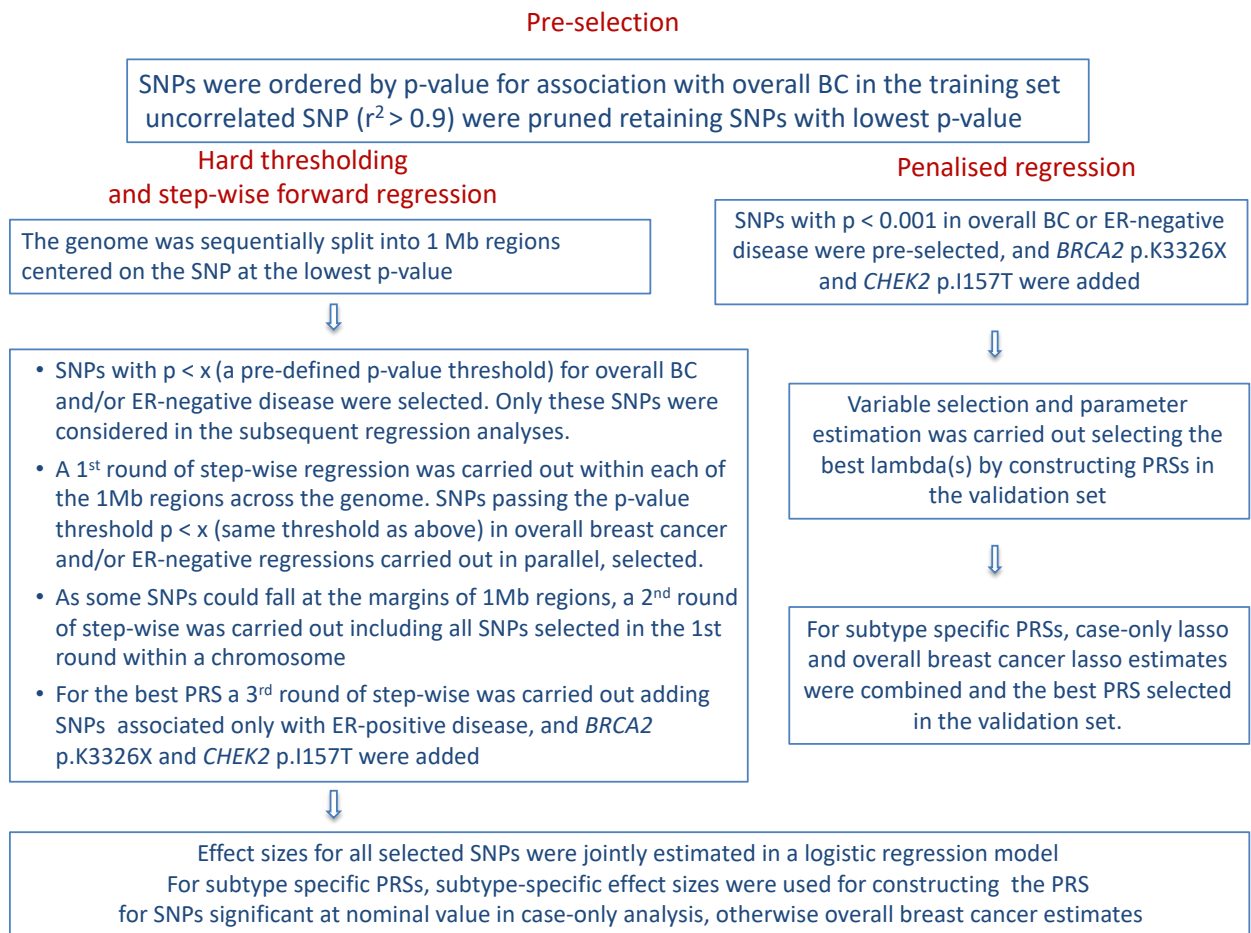 Pre-selection
SNPs were ordered by p-value for association with overall BC in the training set
uncorrelated SNP (r² > 0.9) were pruned retaining SNPs with lowest p-value
Hard thresholding
and step-wise forward regression
The genome was sequentially split into 1 Mb regions
centered on the SNP at the lowest p-value
• SNPs with p < x (a pre-defined p-value threshold) for overall BC
and/or ER-negative disease were selected. Only these SNPs were
considered in the subsequent regression analyses.
• A 1st round of step-wise regression was carried out within each of
the 1Mb regions across the genome. SNPs passing the p-value
threshold p < x (same threshold as above) in overall breast cancer
and/or ER-negative regressions carried out in parallel, selected.
• As some SNPs could fall at the margins of 1Mb regions, a 2nd round
of step-wise was carried out including all SNPs selected in the 1st
round within a chromosome
• For the best PRS a 3rd round of step-wise was carried out adding
SNPs associated only with ER-positive disease, and BRCA2
p.K3326X and CHEK2 p.I157T were added
Penalised regression
SNPs with p < 0.001 in overall BC or ER-negative
disease were pre-selected, and BRCA2 p.K3326X
and CHEK2 p.I157T were added
Variable selection and parameter
estimation was carried out selecting the
best lambda(s) by constructing PRSs in
the validation set
For subtype specific PRSs, case-only lasso
and overall breast cancer lasso estimates
were combined and the best PRS selected
in the validation set.
Effect sizes for all selected SNPs were jointly estimated in a logistic regression model
For subtype specific PRSs, subtype-specific effect sizes were used for constructing the PRS
for SNPs significant at nominal value in case-only analysis, otherwise overall breast cancer estimates